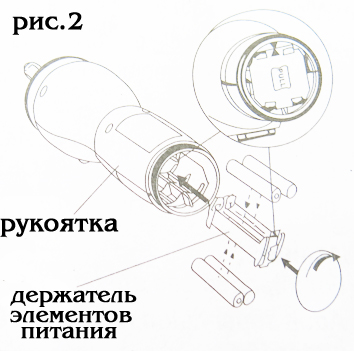 рис.2
рукоятка
держатель
элементов
питания